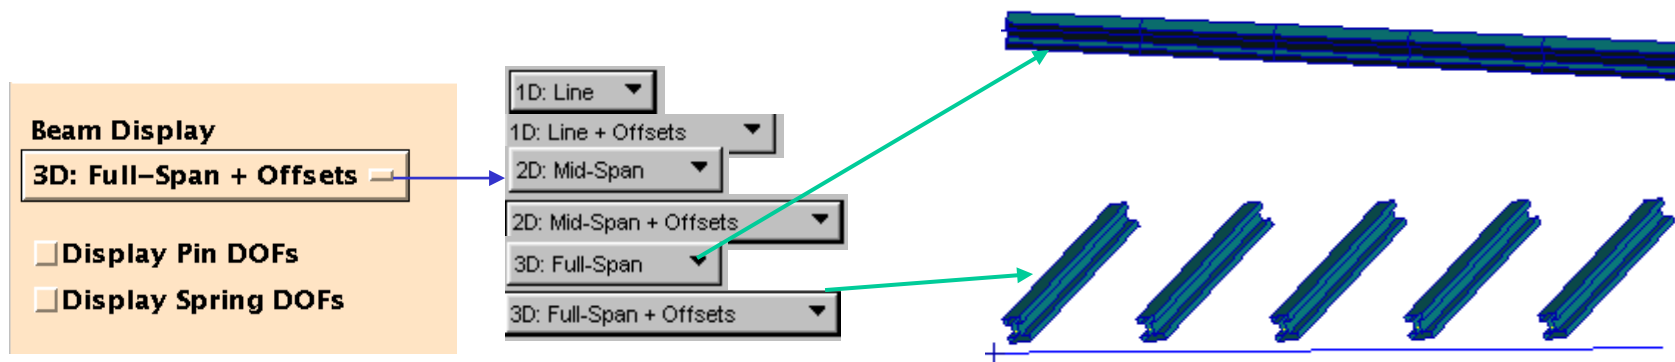 Beam Display
3D: Full-Span + Offsets
Display Pin DOFs
Display Spring DOFs
1D: Line
1D: Line + Offsets
2D: Mid-Span
2D: Mid-Span + Offsets
3D: Full-Span
3D: Full-Span + Offsets